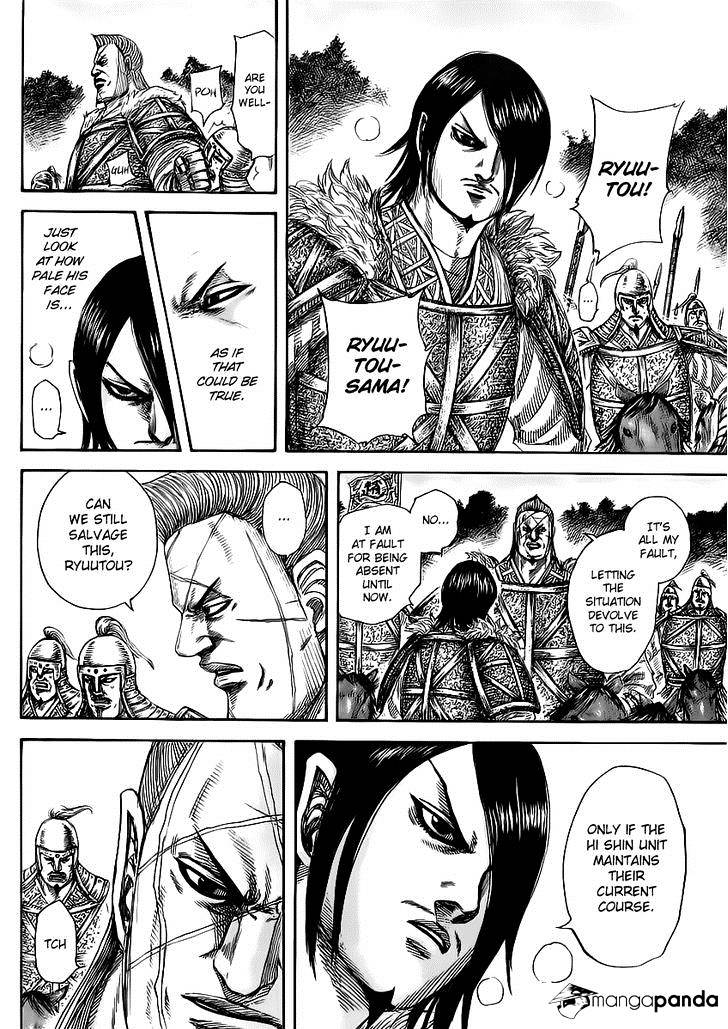 RYUU-
TOU!
...
RYUU-
TOU-
SAMA!
ARE
YOU
WELL-
POH
GUH
AS IF
THAT
COULD BE
TRUE.
JUST
LOOK
AT HOW
PALE HIS
FACE
IS...
...
IT'S
ALL MY
FAULT,
LETTING
THE
SITUATION
DEVOLVE
TO THIS.
NO...
I AM
AT FAULT
FOR BEING
ABSENT
UNTIL
NOW.
...
CAN
WE STILL
SALVAGE
THIS,
RYUUTOU?
ONLY IF THE
HI SHIN UNIT
MAINTAINS
THEIR
CURRENT
COURSE.
TCH
mangapanda